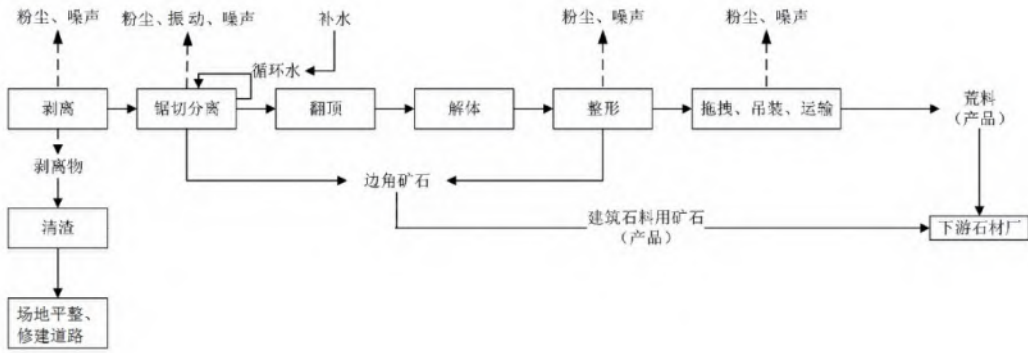 粉尘、噪声
粉尘、振动、噪声
补水
粉尘、噪声
粉尘、噪声
循环水
剥离
锯切分离
翻顶
解体
整形
拖拽、吊装、运输
荒料
（产品）
剥离物
边角矿石
清渣
建筑石料用矿石
（产品）
下游石材厂
场地平整、
修建道路